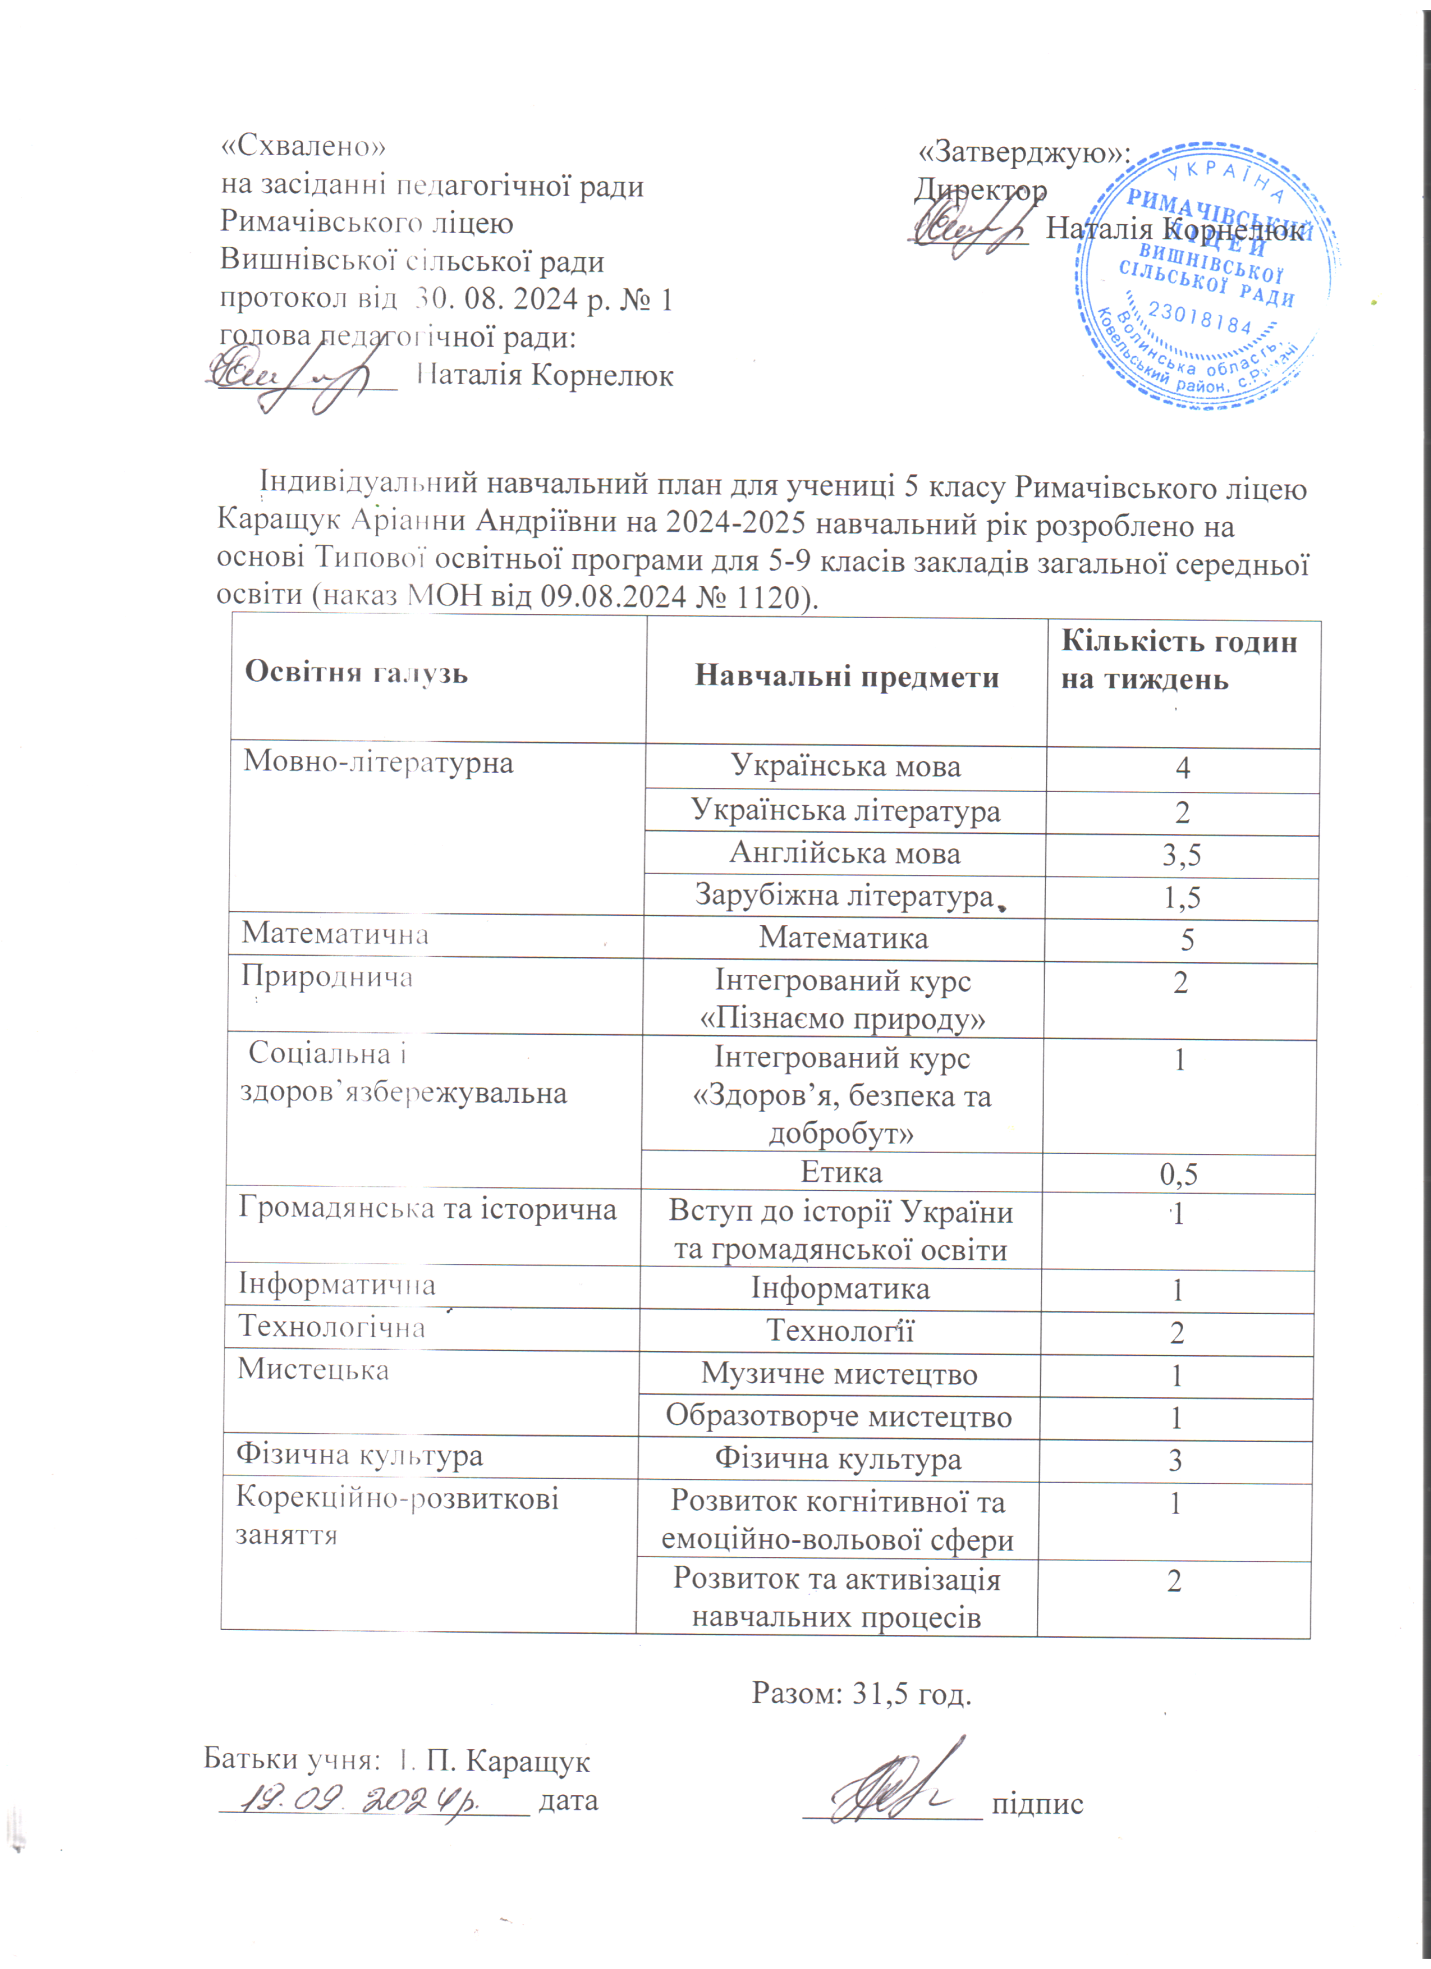 «Схвалено»
на засіданні педагогічної ради
Римачівського ліцею
Вишнівської сільської ради
протокол від 30. 08. 2024 р. № 1
голова педагогічної ради:
Наталія Корнелюк
«Затверджую»:
Директор
Наталія Корнелюк
УКРАЇНА
РИМАЧІВСЬКИЙ
ЛІЦЕЙ
ВИШНІВСЬКОЇ
СІЛЬСЬКОЇ РАДИ
23018184
Волинська область,
Ковельський район, с.Римачі
Індивідуальний навчальний план для учениці 5 класу Римачівського ліцею
Каращук Аріанни Андріївни на 2024-2025 навчальний рік розроблено на
основі Типової освітньої програми для 5-9 класів закладів загальної середньої
освіти (наказ МОН від 09.08.2024 № 1120).
Освітня галузь
Навчальні предмети
Кількість годин
на тиждень
Мовно-літературна
Українська мова
4
Українська література
2
Англійська мова
3,5
Зарубіжна література
1,5
Математична
Математика
5
Природнича
Інтегрований курс
«Пізнаємо природу»
2
Соціальна і
здоров’язбережувальна
Інтегрований курс
«Здоров’я, безпека та
добробут»
1
Етика
0,5
Громадянська та історична
Вступ до історії України
та громадянської освіти
1
Інформатична
Інформатика
1
Технологічна
Технології
2
Мистецька
Музичне мистецтво
1
Образотворче мистецтво
1
Фізична культура
Фізична культура
3
Корекційно-розвиткові
заняття
Розвиток когнітивної та
емоційно-вольової сфери
1
Розвиток та активізація
навчальних процесів
2
Разом: 31,5 год.
Батьки учня: І. П. Каращук
19.09. 2024р. дата
підпис